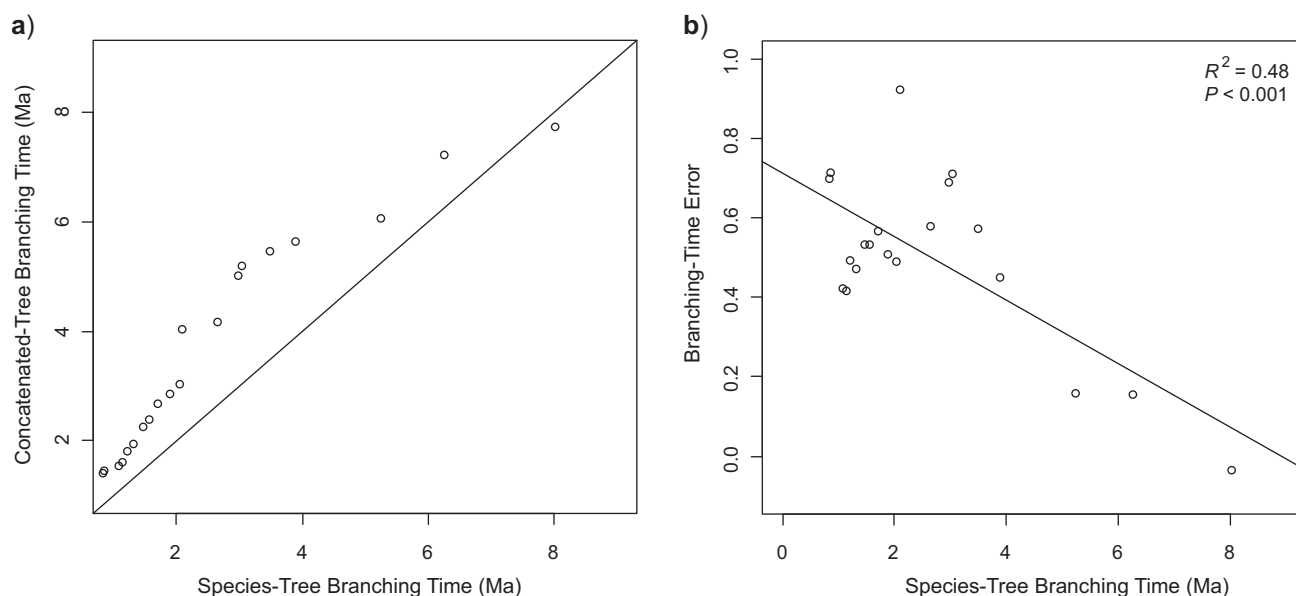 a)
Concatenated-Tree Branching Time (Ma)
8
6
4
2
2 4 6 8
Species-Tree Branching Time (Ma)
b)
R² = 0.48
P < 0.001
Branching-Time Error
1.0
0.8
0.6
0.4
0.2
0.0
0 2 4 6 8
Species-Tree Branching Time (Ma)